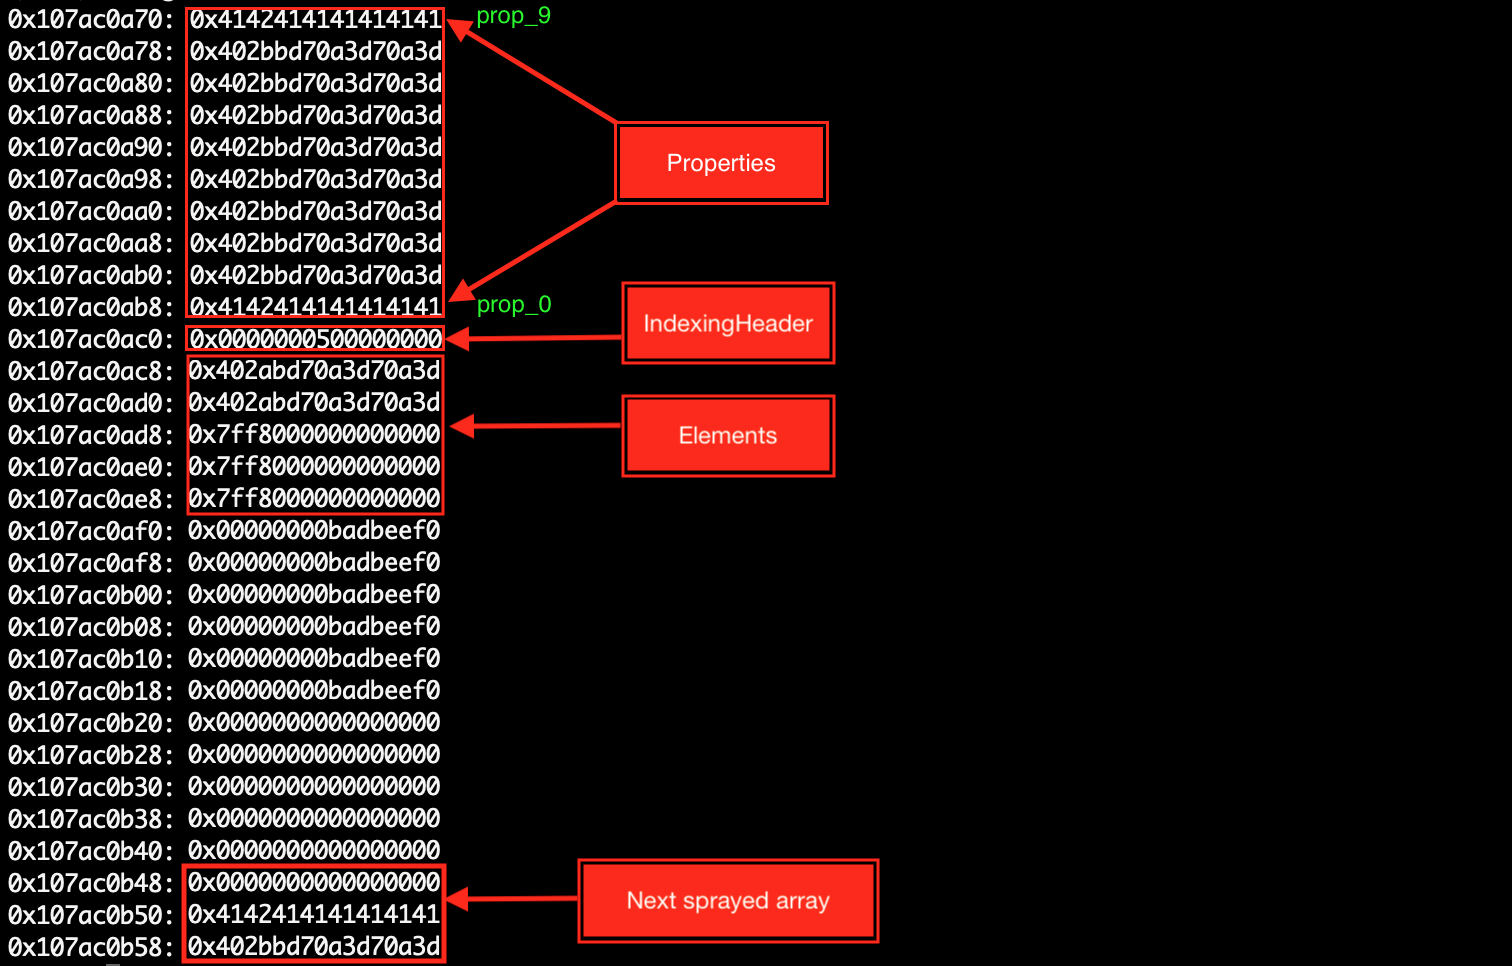 0x107ac0a70: 0x4142414141414141 prop_9
0x107ac0a78: 0x402bbd70a3d70a3d
0x107ac0a80: 0x402bbd70a3d70a3d
0x107ac0a88: 0x402bbd70a3d70a3d
0x107ac0a90: 0x402bbd70a3d70a3d
Properties
0x107ac0a98: 0x402bbd70a3d70a3d
0x107ac0aa0: 0x402bbd70a3d70a3d
0x107ac0aa8: 0x402bbd70a3d70a3d
0x107ac0ab0: 0x402bbd70a3d70a3d
0x107ac0ab8: 0x4142414141414141 prop_0
IndexingHeader
0x107ac0ac0: 0x0000000500000000
0x107ac0ac8: 0x402abd70a3d70a3d
0x107ac0ad0: 0x402abd70a3d70a3d
0x107ac0ad8: 0x7ff8000000000000 Elements
0x107ac0ae0: 0x7ff8000000000000
0x107ac0ae8: 0x7ff8000000000000
0x107ac0af0: 0x00000000badbeef0
0x107ac0af8: 0x00000000badbeef0
0x107ac0b00: 0x00000000badbeef0
0x107ac0b08: 0x00000000badbeef0
0x107ac0b10: 0x00000000badbeef0
0x107ac0b18: 0x00000000badbeef0
0x107ac0b20: 0x0000000000000000
0x107ac0b28: 0x0000000000000000
0x107ac0b30: 0x0000000000000000
0x107ac0b38: 0x0000000000000000
0x107ac0b40: 0x0000000000000000
0x107ac0b48: 0x0000000000000000
Next sprayed array
0x107ac0b50: 0x4142414141414141
0x107ac0b58: 0x402bbd70a3d70a3d